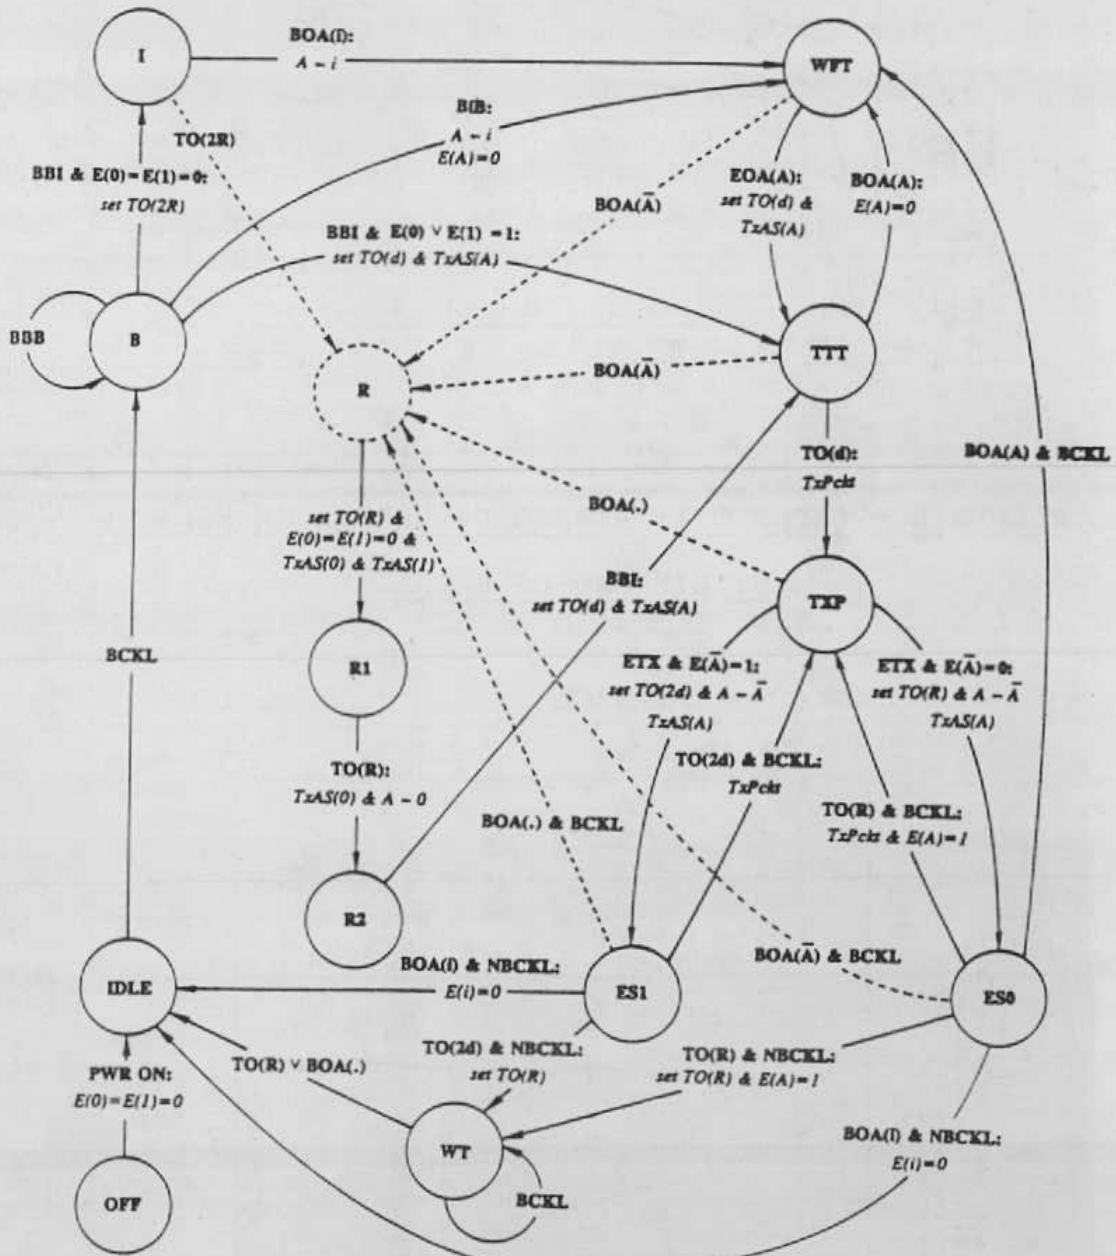 I
BOA(i):
A - i
WFT
BIB:
A - i
E(A)=0
TO(2R)
BBI & E(0)=E(1)=0:
set TO(2R)
EOA(A):
set TO(d) &
TxAS(A)
BOA(A):
E(A)=0
BOA(A̅)
BBI & E(0) ∨ E(1) =1:
set TO(d) & TxAS(A)
BBB
B
TTT
R
BOA(A̅)
TO(d):
TxPckt
BOA(A) & BCKL
BOA(.)
set TO(R) &
E(0)=E(1)=0 &
TxAS(0) & TxAS(1)
BBI:
set TO(d) & TxAS(A)
TXP
BCKL
R1
ETX & E(A̅)=1:
set TO(2d) & A - A̅
TxAS(A)
ETX & E(A̅)=0:
set TO(R) & A - A̅
TxAS(A)
TO(R):
TxAS(0) & A - 0
TO(2d) & BCKL:
TxPckt
BOA(.) & BCKL
TO(R) & BCKL:
TxPckt & E(A)=1
R2
BOA(A̅) & BCKL
BOA(i) & NBCKL:
E(i)=0
IDLE
ES1
ES0
PWR ON:
E(0)=E(1)=0
TO(R) ∨ BOA(.)
TO(2d) & NBCKL:
set TO(R)
TO(R) & NBCKL:
set TO(R) & E(A)=1
BOA(i) & NBCKL:
E(i)=0
WT
BCKL
OFF